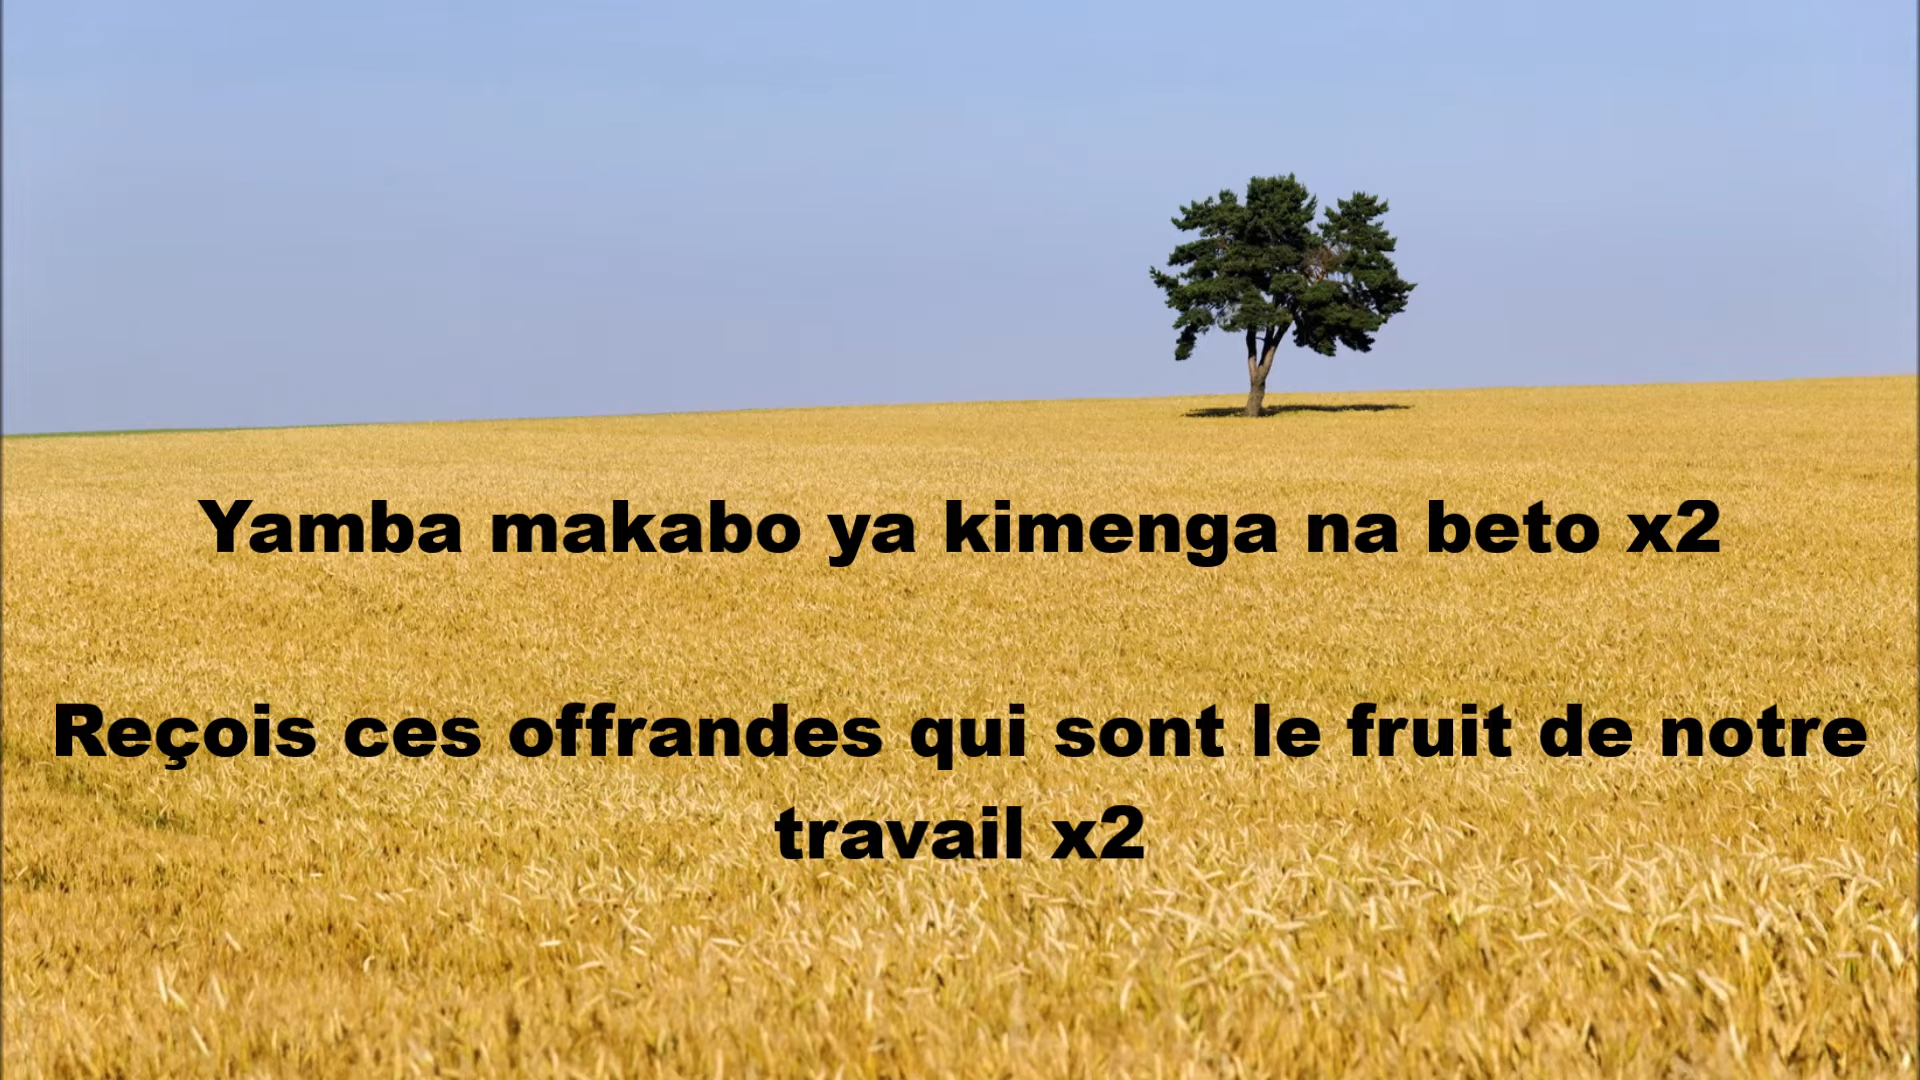 Yamba makabo ya kimenga na beto x2
Reçois ces offrandes qui sont le fruit de notre
travail x2